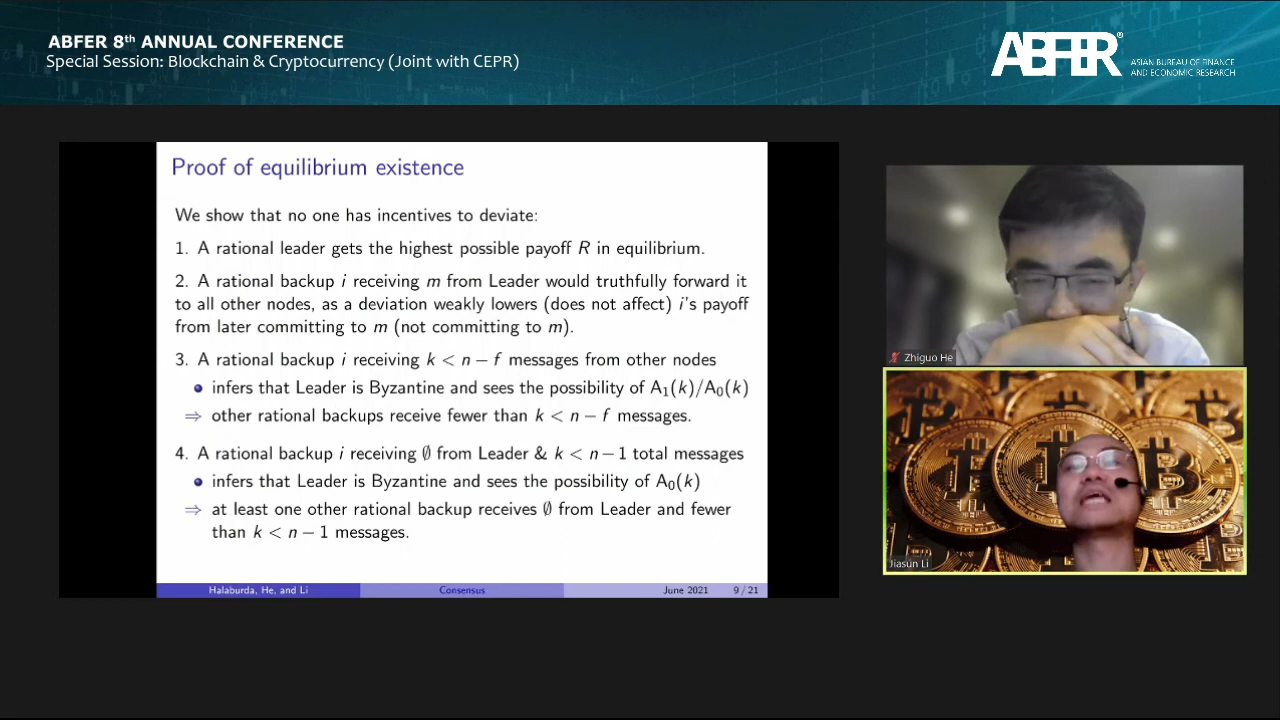 ABFER 8th ANNUAL CONFERENCE
Special Session: Blockchain & Cryptocurrency (Joint with CEPR)
ABFER®
ASIAN BUREAU OF FINANCE
AND ECONOMIC RESEARCH
Proof of equilibrium existence
We show that no one has incentives to deviate:
1. A rational leader gets the highest possible payoff R in equilibrium.
2. A rational backup i receiving m from Leader would truthfully forward it
to all other nodes, as a deviation weakly lowers (does not affect) i's payoff
from later committing to m (not committing to m).
3. A rational backup i receiving k < n − f messages from other nodes
• infers that Leader is Byzantine and sees the possibility of A₁(k)/A₀(k)
⇒ other rational backups receive fewer than k < n − f messages.
4. A rational backup i receiving ∅ from Leader & k < n−1 total messages
• infers that Leader is Byzantine and sees the possibility of A₀(k)
⇒ at least one other rational backup receives ∅ from Leader and fewer
than k < n − 1 messages.
Halaburda, He, and Li
Consensus
June 2021
9 / 21
Zhiguo He
Jiasun Li